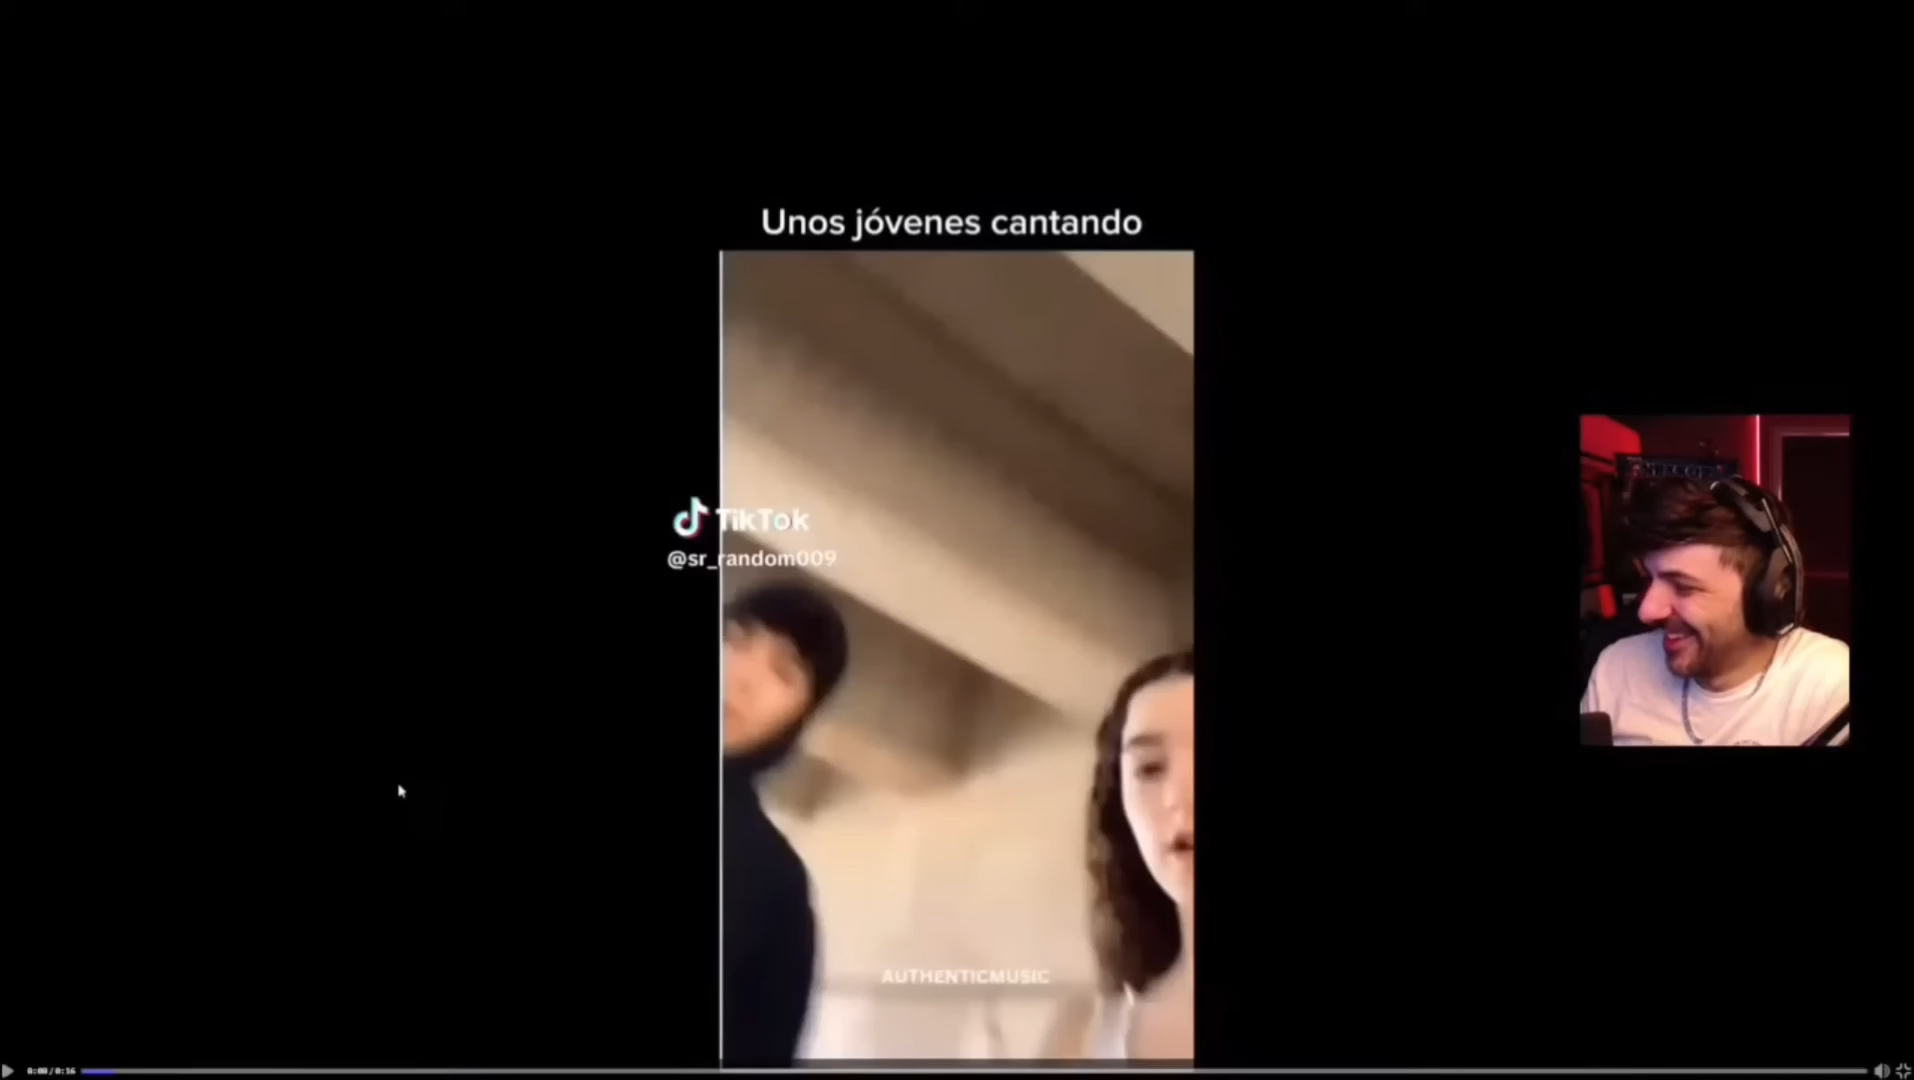 Unos jóvenes cantando
TikTok
@sr_random009
AUTHENTICMUSIC